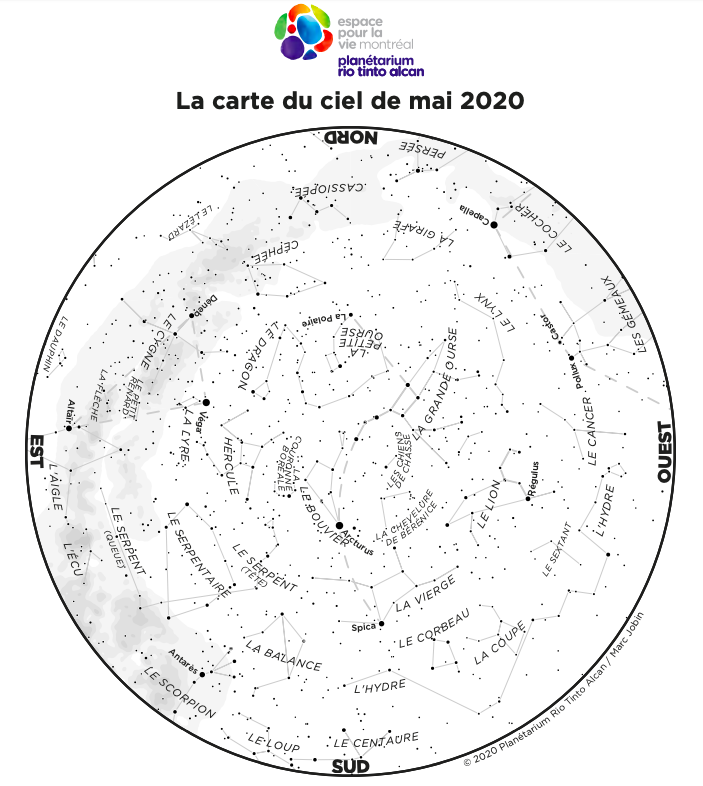 espace
pour la
vie montréal
planétarium
rio tinto alcan
La carte du ciel de mai 2020
NORD
PERSÉE
CASSIOPÉE
LE LÉZARD
Capella
LE COCHER
LA GIRAFE
CÉPHÉE
LE LYNX
LES GÉMEAUX
Deneb
La Polaire
LA
PETITE
OURSE
Castor
Pollux
LE DAUPHIN
LE CYGNE
LE DRAGON
LA GRANDE OURSE
LA FLÈCHE
LE PETIT
RENARD
Altaïr
Véga
LA LYRE
HERCULE
LA
COURONNE
BORÉALE
LES CHIENS
DE CHASSE
LE CANCER
EST
OUEST
L'AIGLE
LE BOUVIER
Arcturus
LA CHEVELURE
DE BÉRÉNICE
LE LION
Régulus
L'HYDRE
L'ÉCU
LE SERPENT
(QUEUE)
LE SERPENTAIRE
LE SERPENT
(TÊTE)
LE SEXTANT
LA VIERGE
Spica
LE CORBEAU
LA COUPE
Antarès
LA BALANCE
LE SCORPION
L'HYDRE
LE LOUP
LE CENTAURE
SUD
© 2020 Planétarium Rio Tinto Alcan / Marc Jobin